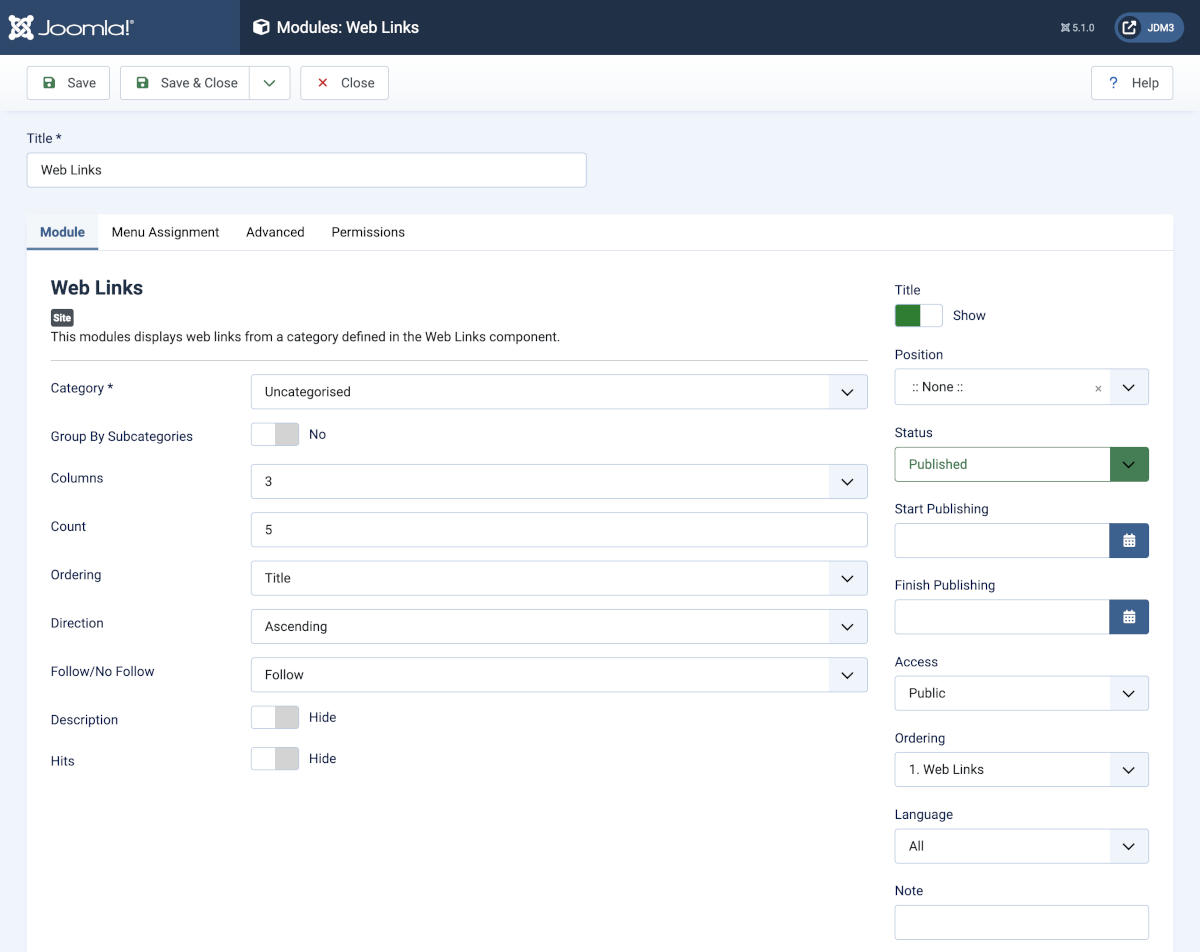 Joomla!®
Modules: Web Links
5.1.0
JDM3
Save
Save & Close
Close
? Help
Title *
Web Links
Module
Menu Assignment
Advanced
Permissions
Web Links
Site
This modules displays web links from a category defined in the Web Links component.
Category *
Uncategorised
Group By Subcategories
No
Columns
3
Count
5
Ordering
Title
Direction
Ascending
Follow/No Follow
Follow
Description
Hide
Hits
Hide
Title
Show
Position
:: None ::
Status
Published
Start Publishing
Finish Publishing
Access
Public
Ordering
1. Web Links
Language
All
Note